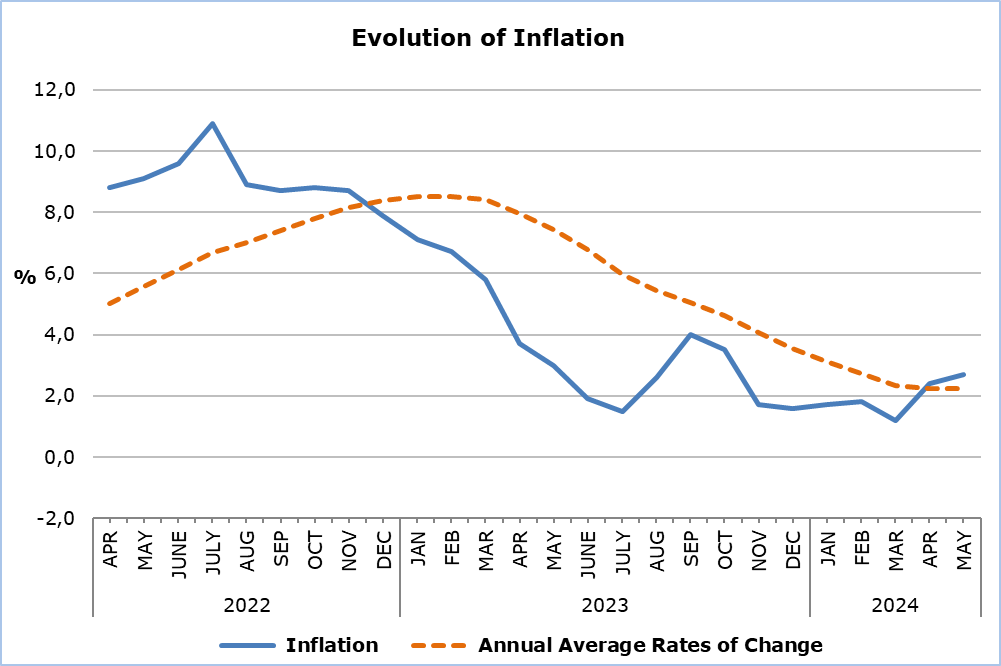 Evolution of Inflation
12,0
10,0
8,0
6,0
%
4,0
2,0
0,0
-2,0
APR MAY JUNE JULY AUG SEP OCT NOV DEC JAN FEB MAR APR MAY JUNE JULY AUG SEP OCT NOV DEC JAN FEB MAR APR MAY
2022 2023 2024
Inflation Annual Average Rates of Change